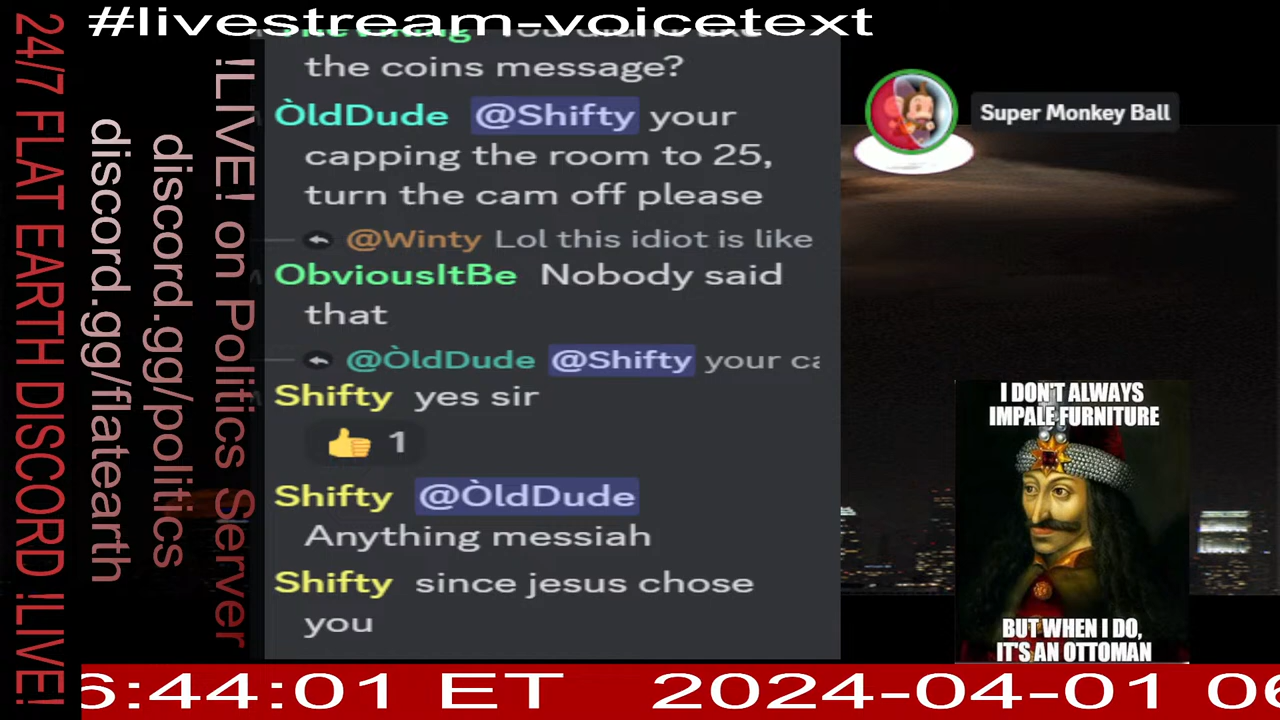 #livestream-voicetext
the coins message?
ÒldDude @Shifty your
capping the room to 25,
turn the cam off please
@Winty Lol this idiot is like
ObviousItBe Nobody said
that
@ÒldDude @Shifty your ca
Shifty yes sir
👍 1
Shifty @ÒldDude
Anything messiah
Shifty since jesus chose
you
24/7 FLAT EARTH DISCORD !LIVE!
discord.gg/flatearth
discord.gg/politics
!LIVE! on Politics Server
Super Monkey Ball
I DON'T ALWAYS
IMPALE FURNITURE
BUT WHEN I DO,
IT'S AN OTTOMAN
6:44:01 ET 2024-04-01 06